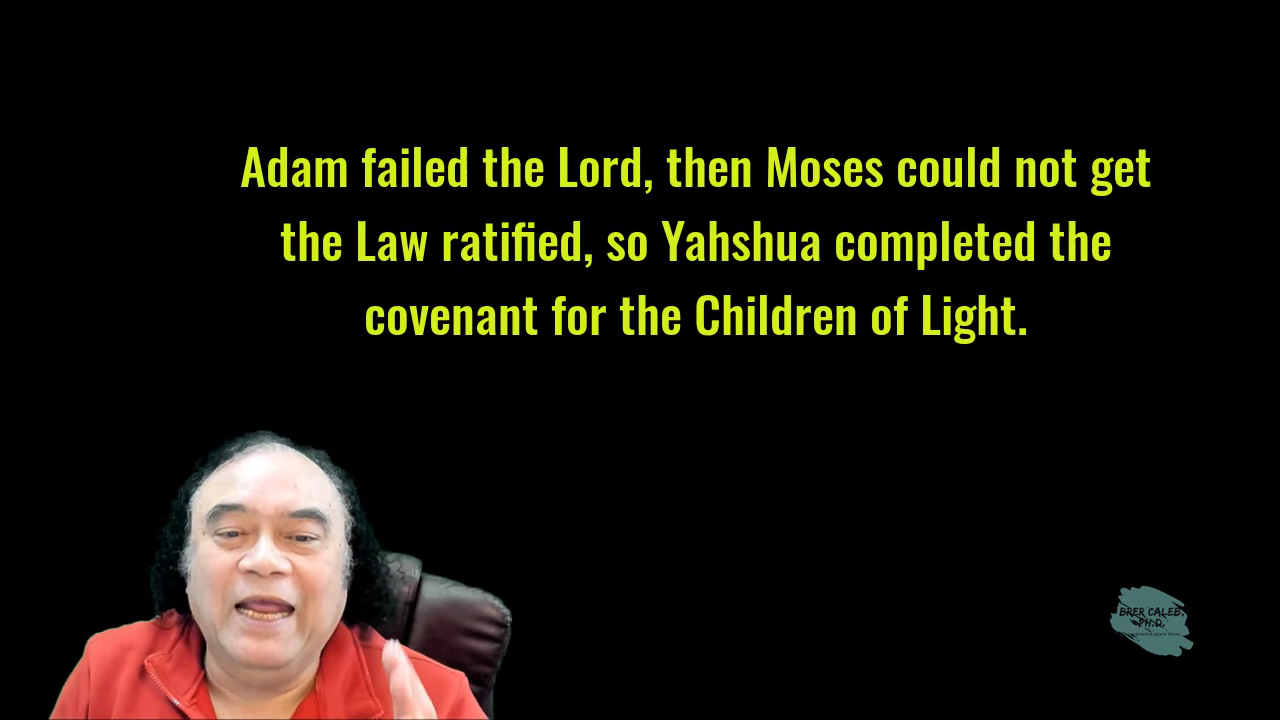 Adam failed the Lord, then Moses could not get
the Law ratified, so Yahshua completed the
covenant for the Children of Light.
BRER CALEB,
PH.D.